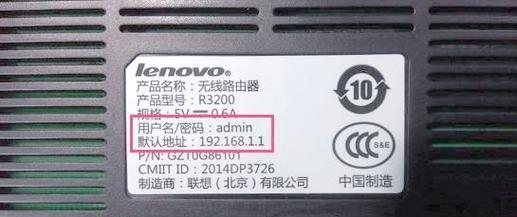 lenovo
产品名称：无线路由器
产品型号：R3200
规格：5V⎓0.6A
用户名/密码：admin
默认地址：192.168.1.1
P/N: GZT0G86101
CMIIT ID：2014DP3726
制造商：联想（北京）有限公司
10
CCC
S&E
中国制造